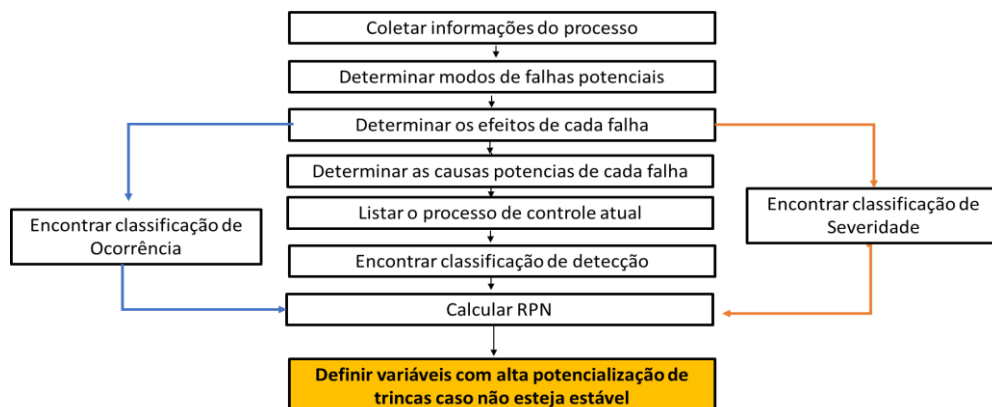 Coletar informações do processo
Determinar modos de falhas potenciais
Determinar os efeitos de cada falha
Determinar as causas potencias de cada falha
Listar o processo de controle atual
Encontrar classificação de
Ocorrência
Encontrar classificação de
Severidade
Encontrar classificação de detecção
Calcular RPN
Definir variáveis com alta potencialização de
trincas caso não esteja estável